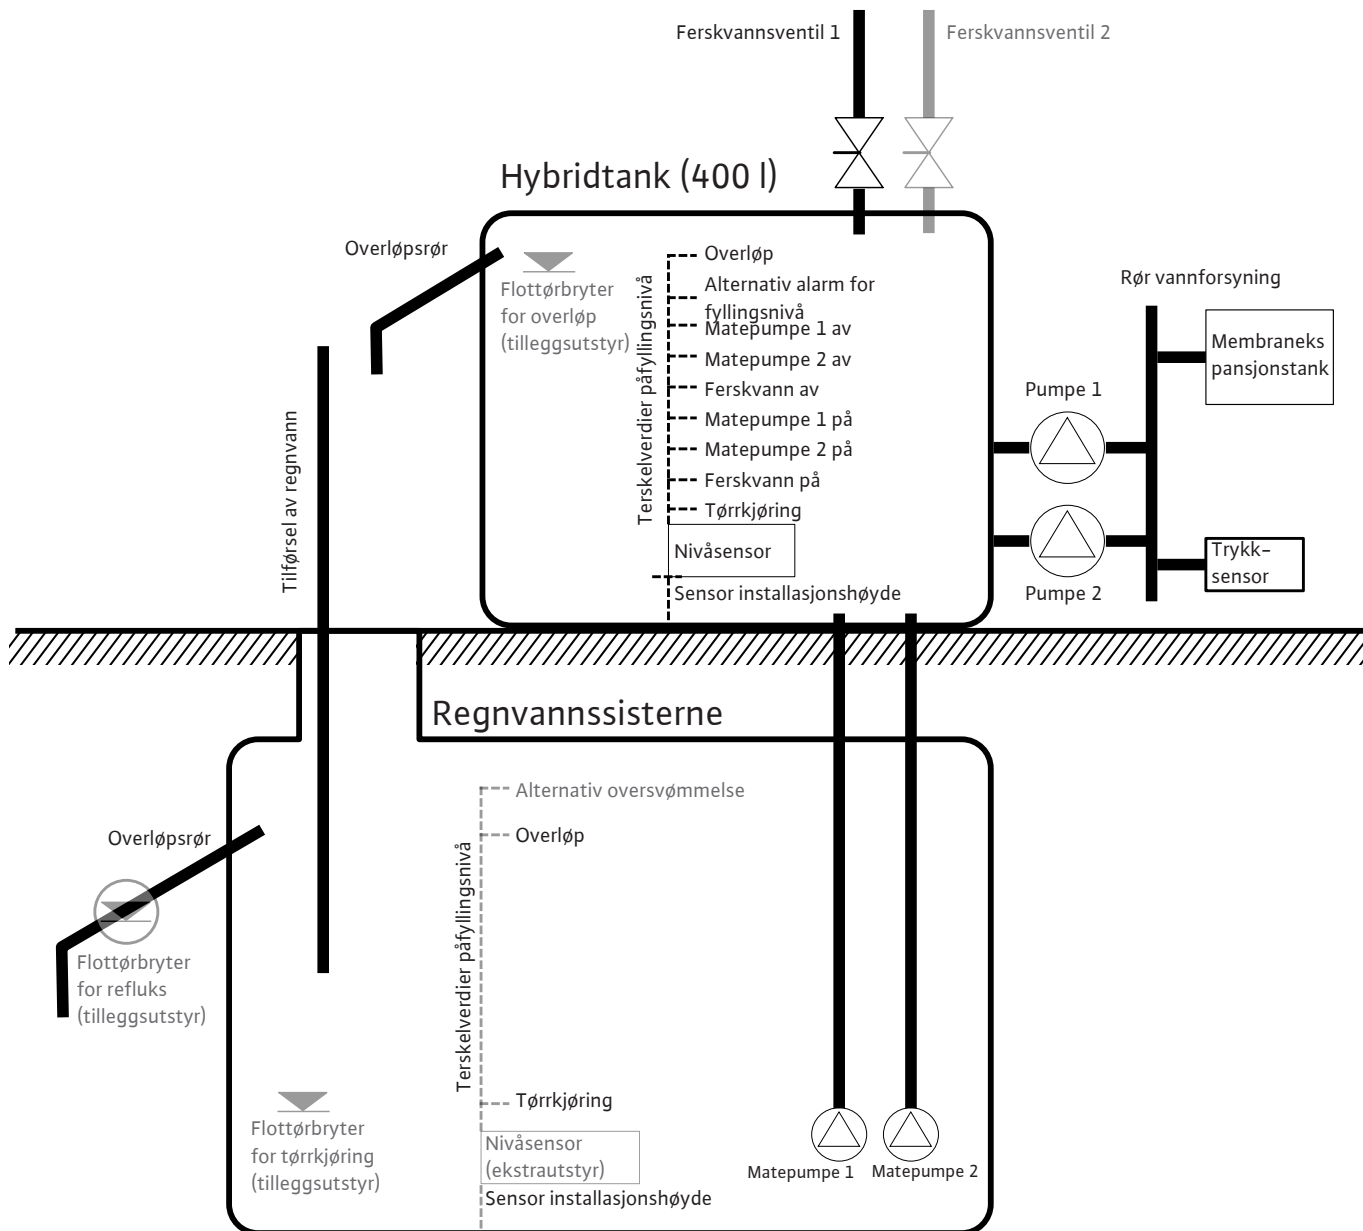 Ferskvannsventil 1
Ferskvannsventil 2
Hybridtank (400 l)
Overløpsrør
Flottørbryter
for overløp
(tilleggsutstyr)
Terskelverdier påfyllingsnivå
Overløp
Alternativ alarm for
fyllingsnivå
Matepumpe 1 av
Matepumpe 2 av
Ferskvann av
Matepumpe 1 på
Matepumpe 2 på
Ferskvann på
Tørrkjøring
Nivåsensor
Sensor installasjonshøyde
Rør vannforsyning
Membraneks
pansjonstank
Pumpe 1
Pumpe 2
Trykk–
sensor
Tilførsel av regnvann
Regnvannssisterne
Overløpsrør
Flottørbryter
for refluks
(tilleggsutstyr)
Alternativ oversvømmelse
Overløp
Terskelverdier påfyllingsnivå
Tørrkjøring
Flottørbryter
for tørrkjøring
(tilleggsutstyr)
Nivåsensor
(ekstrautstyr)
Sensor installasjonshøyde
Matepumpe 1
Matepumpe 2